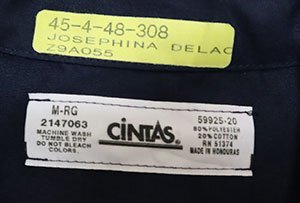 45-4-48-308
JOSEPHINA DELAC
Z9A055
M-RG
2147063
MACHINE WASH
TUMBLE DRY
DO NOT BLEACH
COLORS.
CINTAS
59925-20
80% POLYESTER
20% COTTON
RN 51374
MADE IN HONDURAS